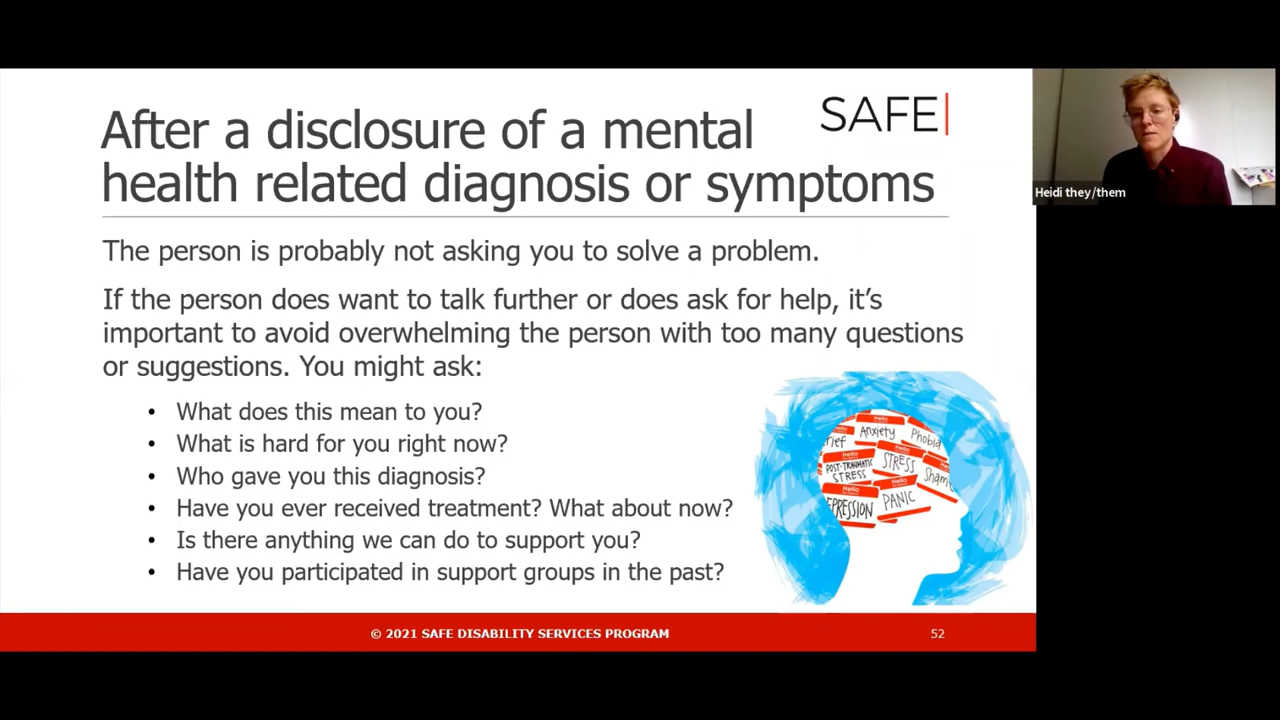 After a disclosure of a mental
health related diagnosis or symptoms
SAFE
Heidi they/them
The person is probably not asking you to solve a problem.
If the person does want to talk further or does ask for help, it's
important to avoid overwhelming the person with too many questions
or suggestions. You might ask:
• What does this mean to you?
• What is hard for you right now?
• Who gave you this diagnosis?
• Have you ever received treatment? What about now?
• Is there anything we can do to support you?
• Have you participated in support groups in the past?
Hello
Anxiety
Phobia
Hello
POST-TRAUMATIC
STRESS
Hello
STRESS
Hello
Shame
Hello
PANIC
© 2021 SAFE DISABILITY SERVICES PROGRAM
52